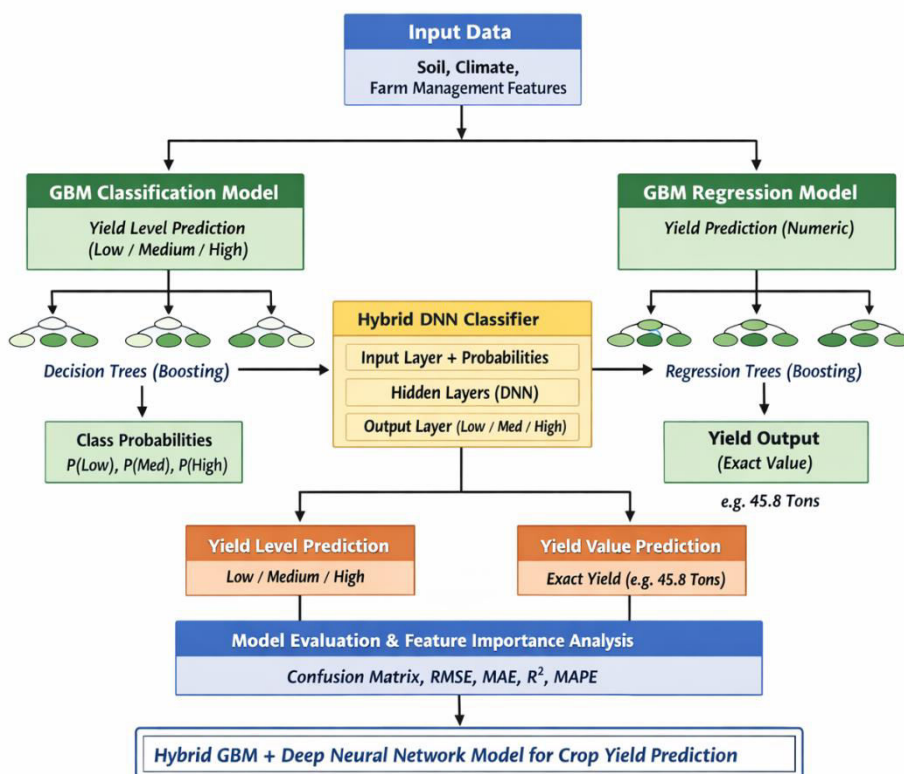 Input Data
Soil, Climate,
Farm Management Features
GBM Classification Model
Yield Level Prediction
(Low / Medium / High)
GBM Regression Model
Yield Prediction (Numeric)
Hybrid DNN Classifier
Input Layer + Probabilities
Hidden Layers (DNN)
Output Layer (Low / Med / High)
Decision Trees (Boosting)
Regression Trees (Boosting)
Class Probabilities
P(Low), P(Med), P(High)
Yield Output
(Exact Value)
e.g. 45.8 Tons
Yield Level Prediction
Low / Medium / High
Yield Value Prediction
Exact Yield (e.g. 45.8 Tons)
Model Evaluation & Feature Importance Analysis
Confusion Matrix, RMSE, MAE, R², MAPE
Hybrid GBM + Deep Neural Network Model for Crop Yield Prediction